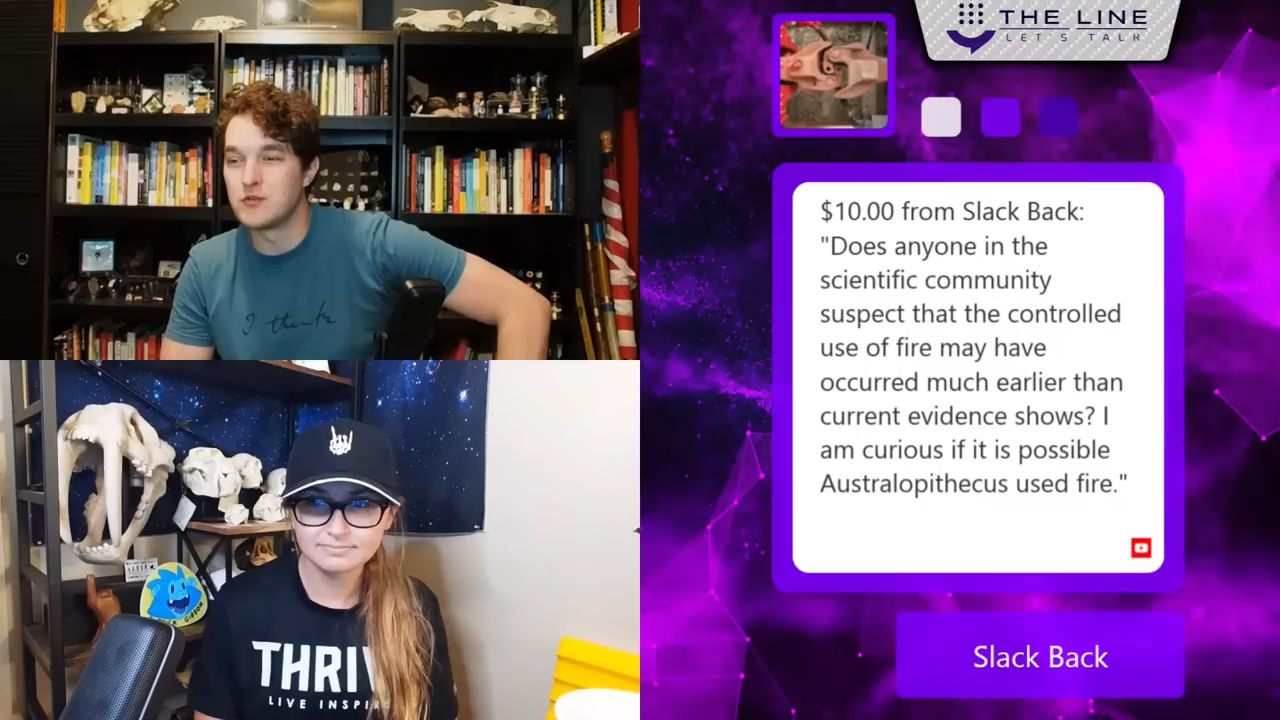 THE LINE
LET'S TALK
$10.00 from Slack Back:
"Does anyone in the
scientific community
suspect that the controlled
use of fire may have
occurred much earlier than
current evidence shows? I
am curious if it is possible
Australopithecus used fire."
Slack Back
I think
THRIV
LIVE INSPIR